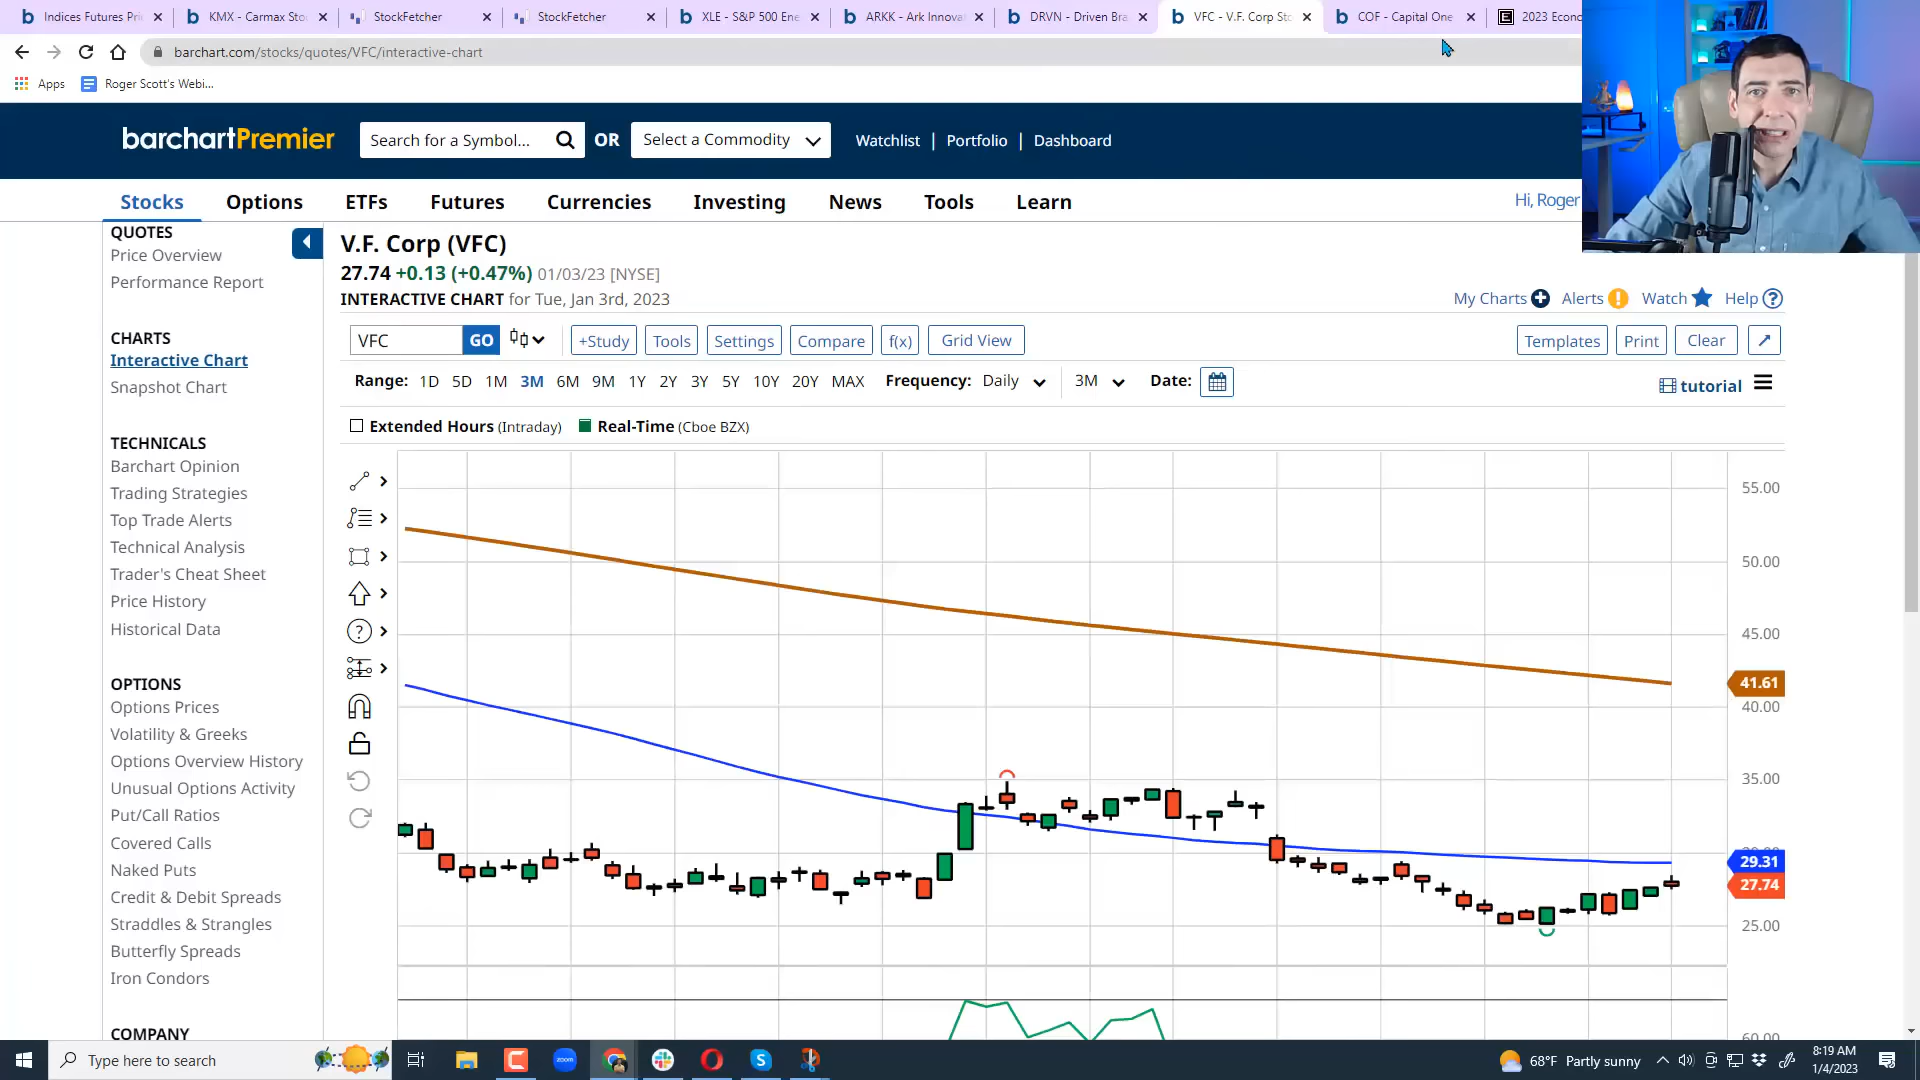 Indices Futures Pri
KMX - Carmax Sto
StockFetcher
StockFetcher
XLE - S&P 500 Ene
ARKK - Ark Innova
DRVN - Driven Bra
VFC - V.F. Corp Sto
COF - Capital One
2023 Econo
barchart.com/stocks/quotes/VFC/interactive-chart
Apps
Roger Scott's Webi...
barchartPremier
Search for a Symbol...
OR
Select a Commodity
Watchlist | Portfolio | Dashboard
Stocks Options ETFs Futures Currencies Investing News Tools Learn
Hi, Roger
QUOTES
Price Overview
Performance Report
CHARTS
Interactive Chart
Snapshot Chart
TECHNICALS
Barchart Opinion
Trading Strategies
Top Trade Alerts
Technical Analysis
Trader's Cheat Sheet
Price History
Historical Data
OPTIONS
Options Prices
Volatility & Greeks
Options Overview History
Unusual Options Activity
Put/Call Ratios
Covered Calls
Naked Puts
Credit & Debit Spreads
Straddles & Strangles
Butterfly Spreads
Iron Condors
COMPANY
V.F. Corp (VFC)
27.74 +0.13 (+0.47%) 01/03/23 [NYSE]
INTERACTIVE CHART for Tue, Jan 3rd, 2023
My Charts Alerts Watch Help
VFC GO +Study Tools Settings Compare f(x) Grid View
Templates Print Clear
Range: 1D 5D 1M 3M 6M 9M 1Y 2Y 3Y 5Y 10Y 20Y MAX Frequency: Daily 3M Date:
tutorial
Extended Hours (Intraday) Real-Time (Cboe BZX)
55.00
50.00
45.00
41.61
40.00
35.00
29.31
27.74
25.00
60.00
Type here to search
zoom
68°F Partly sunny
8:19 AM
1/4/2023